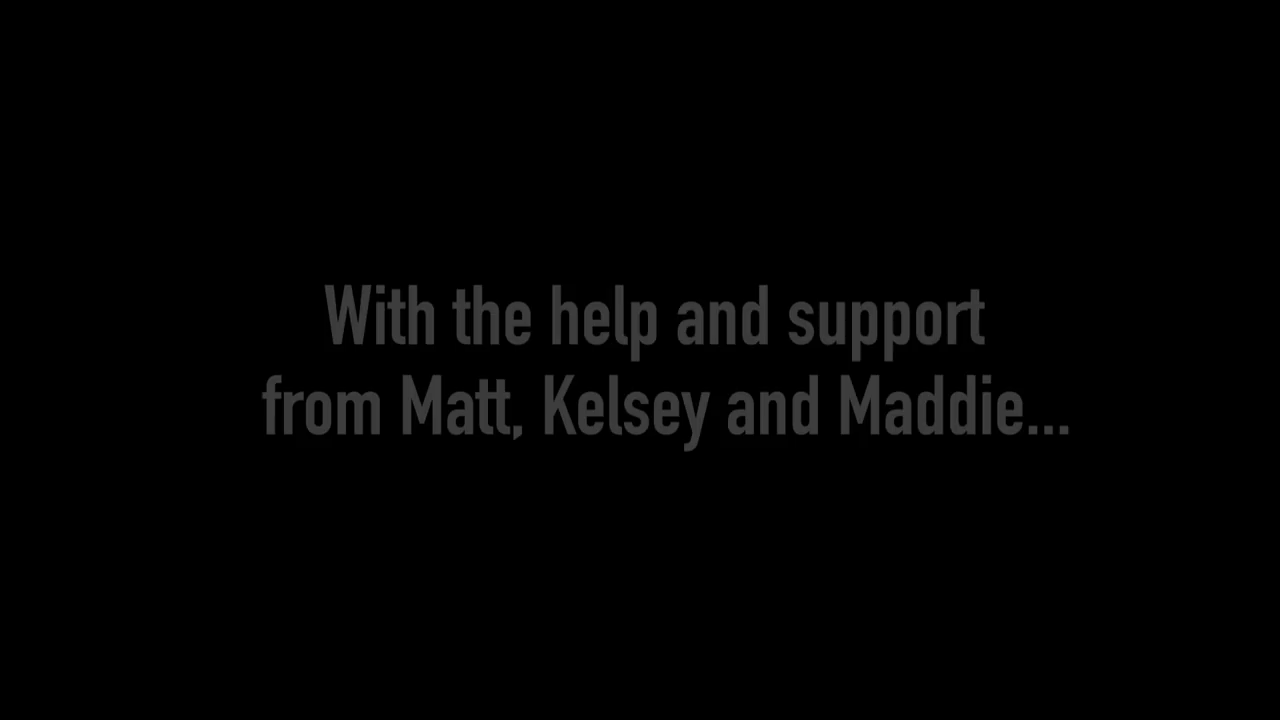 With the help and support
from Matt, Kelsey and Maddie...